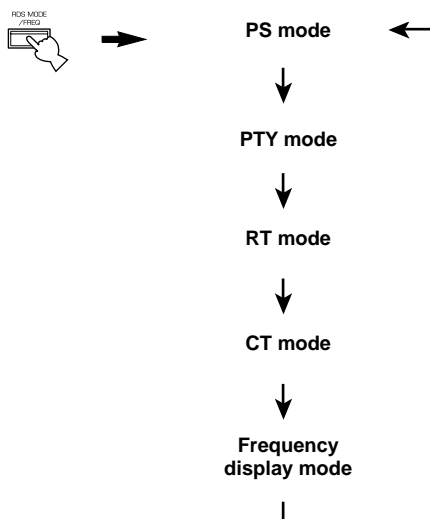 RDS MODE
/FREQ
PS mode
PTY mode
RT mode
CT mode
Frequency
display mode